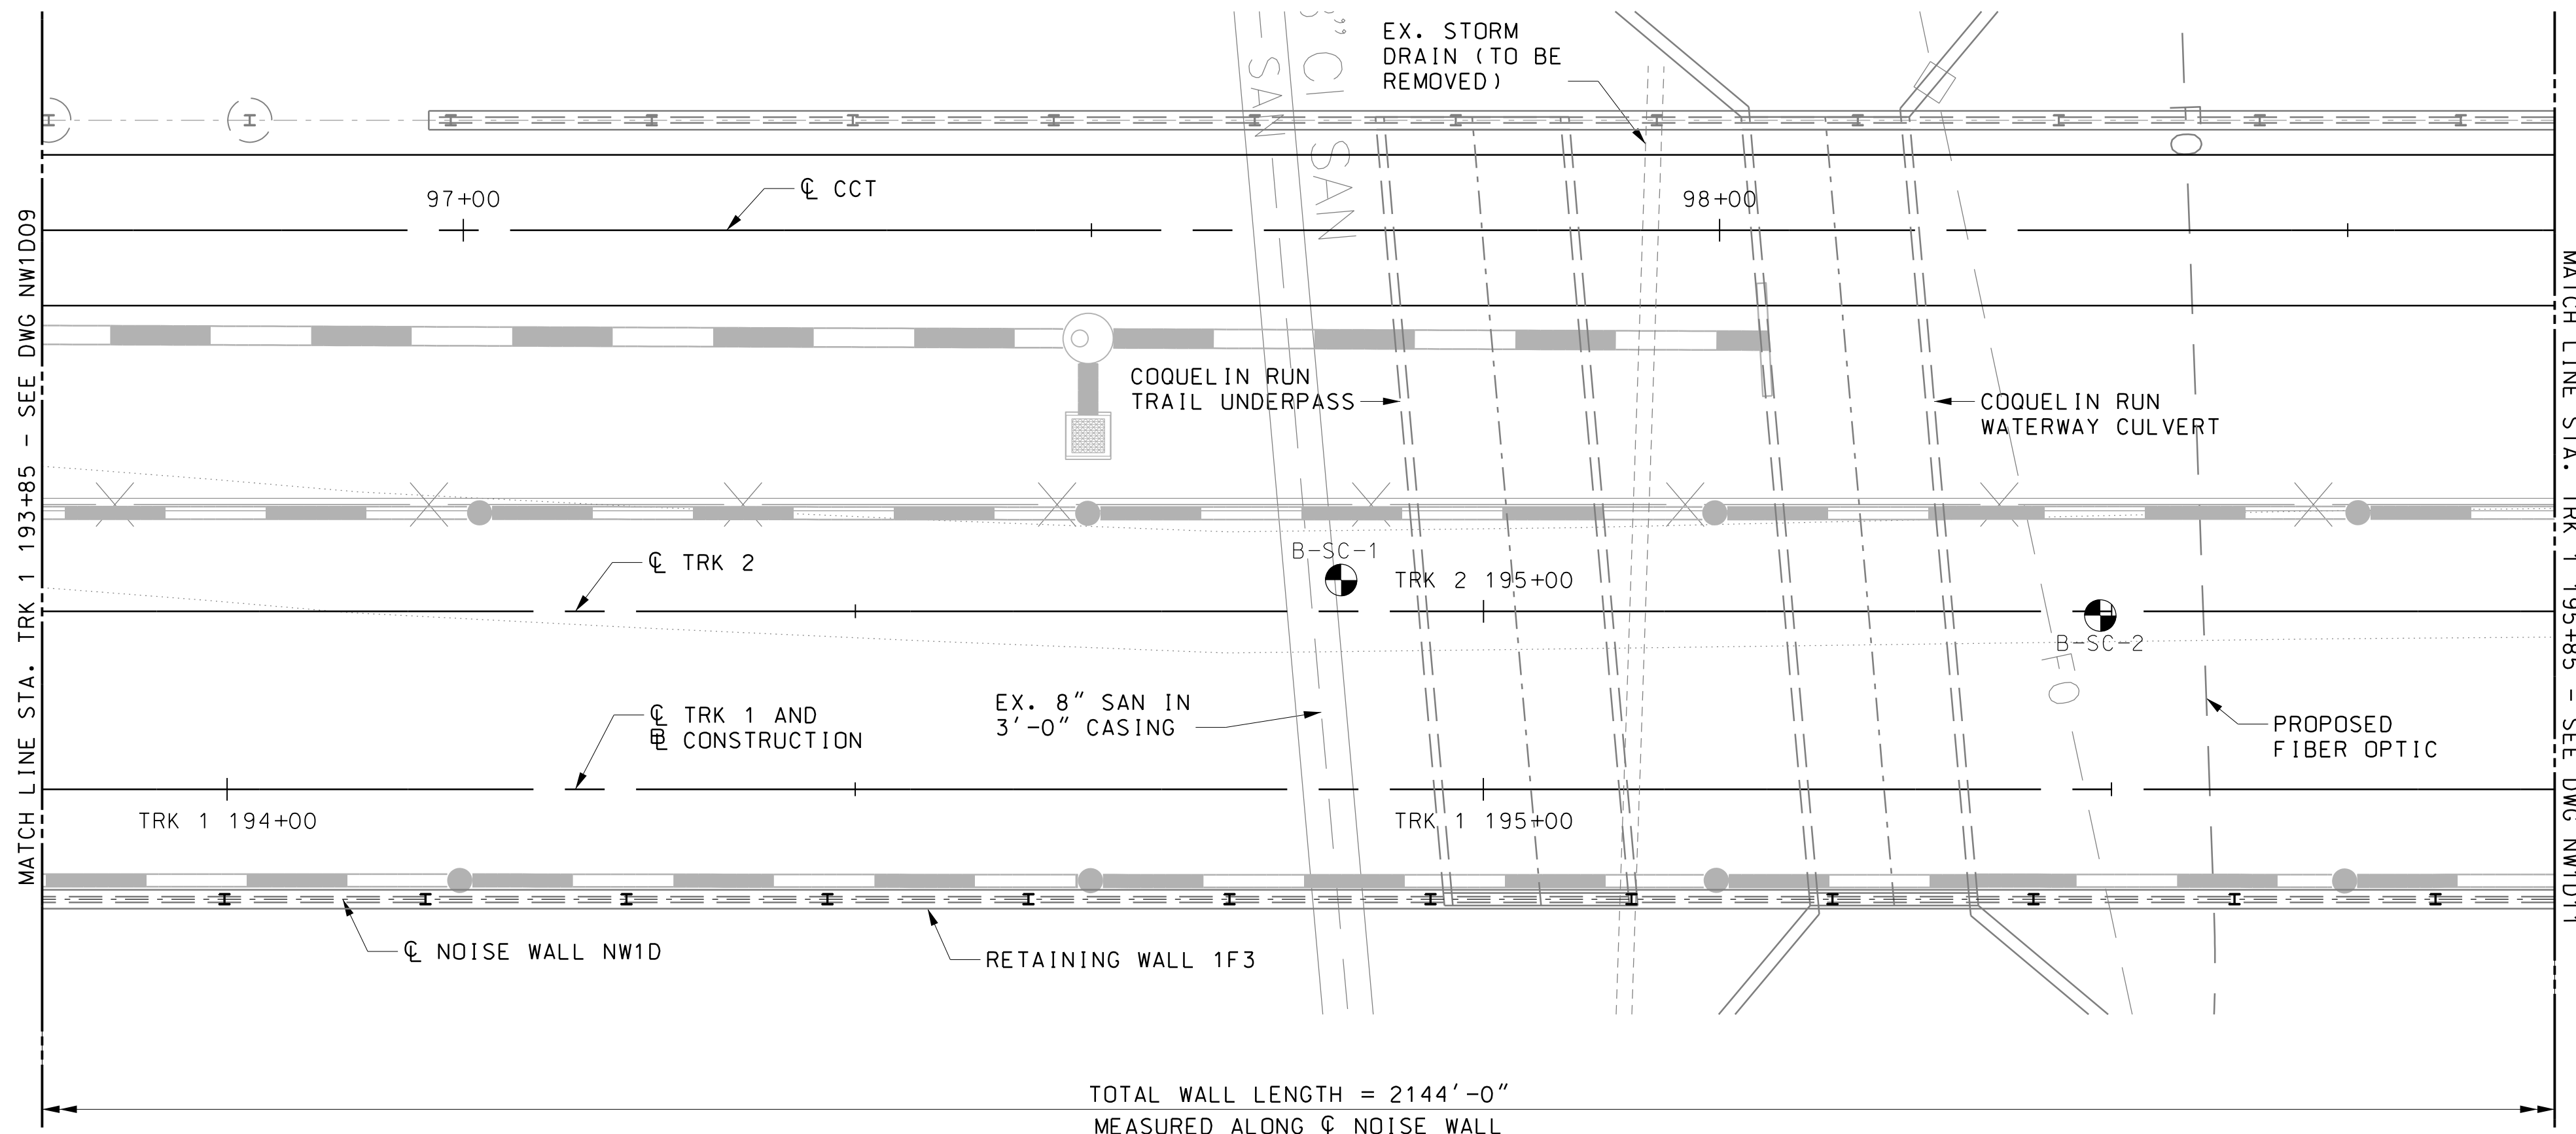 EX. STORM
DRAIN (TO BE
REMOVED)
SAN
CI SAN
FO
97+00
℄ CCT
98+00
MATCH LINE STA. TRK 1 193+85 - SEE DWG NW1D09
MATCH LINE STA. TRK 1 195+85 - SEE DWG NW1D11
COQUELIN RUN
TRAIL UNDERPASS
COQUELIN RUN
WATERWAY CULVERT
℄ TRK 2
B-SC-1
TRK 2 195+00
B-SC-2
FO
EX. 8" SAN IN
3'-0" CASING
℄ TRK 1 AND
BL CONSTRUCTION
PROPOSED
FIBER OPTIC
TRK 1 194+00
TRK 1 195+00
℄ NOISE WALL NW1D
RETAINING WALL 1F3
TOTAL WALL LENGTH = 2144'-0"
MEASURED ALONG ℄ NOISE WALL